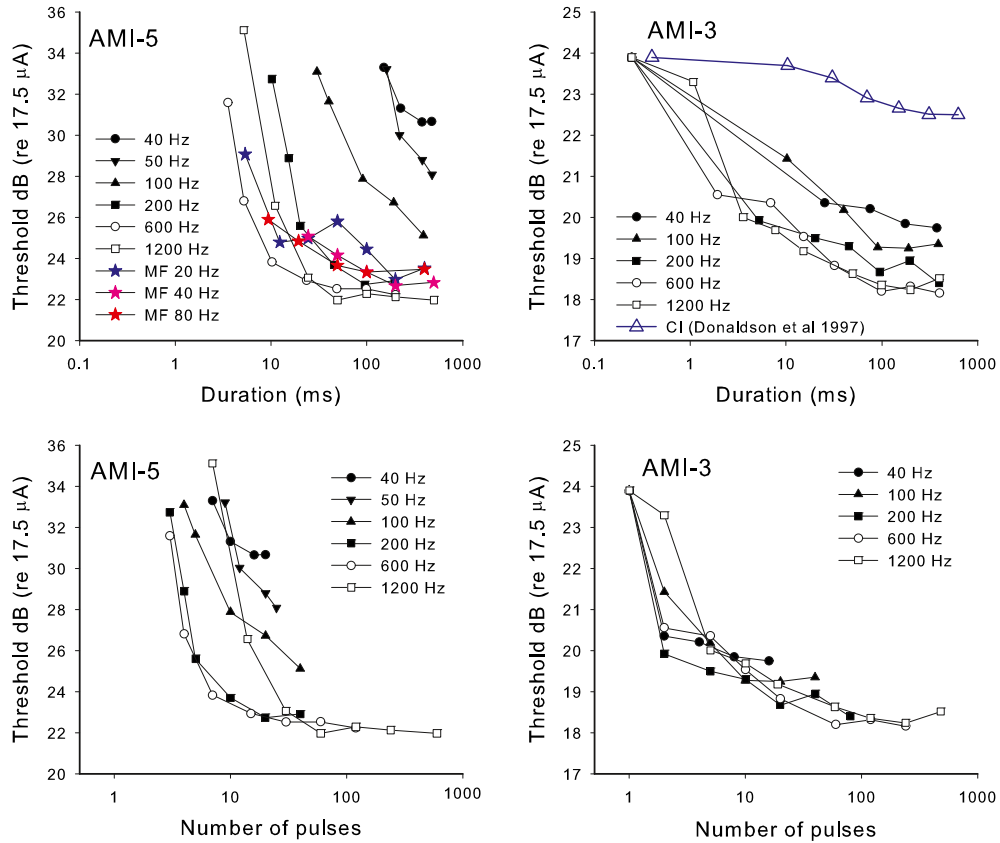 AMI-5
Threshold dB (re 17.5 µA)
36
34
32
30
28
26
24
22
20
40 Hz
50 Hz
100 Hz
200 Hz
600 Hz
1200 Hz
MF 20 Hz
MF 40 Hz
MF 80 Hz
0.1
1
10
100
1000
Duration (ms)
AMI-3
Threshold dB (re 17.5 µA)
25
24
23
22
21
20
19
18
17
40 Hz
100 Hz
200 Hz
600 Hz
1200 Hz
CI (Donaldson et al 1997)
0.1
1
10
100
1000
Duration (ms)
AMI-5
Threshold dB (re 17.5 µA)
36
34
32
30
28
26
24
22
20
40 Hz
50 Hz
100 Hz
200 Hz
600 Hz
1200 Hz
1
10
100
1000
Number of pulses
AMI-3
Threshold dB (re 17.5 µA)
25
24
23
22
21
20
19
18
17
40 Hz
100 Hz
200 Hz
600 Hz
1200 Hz
1
10
100
1000
Number of pulses